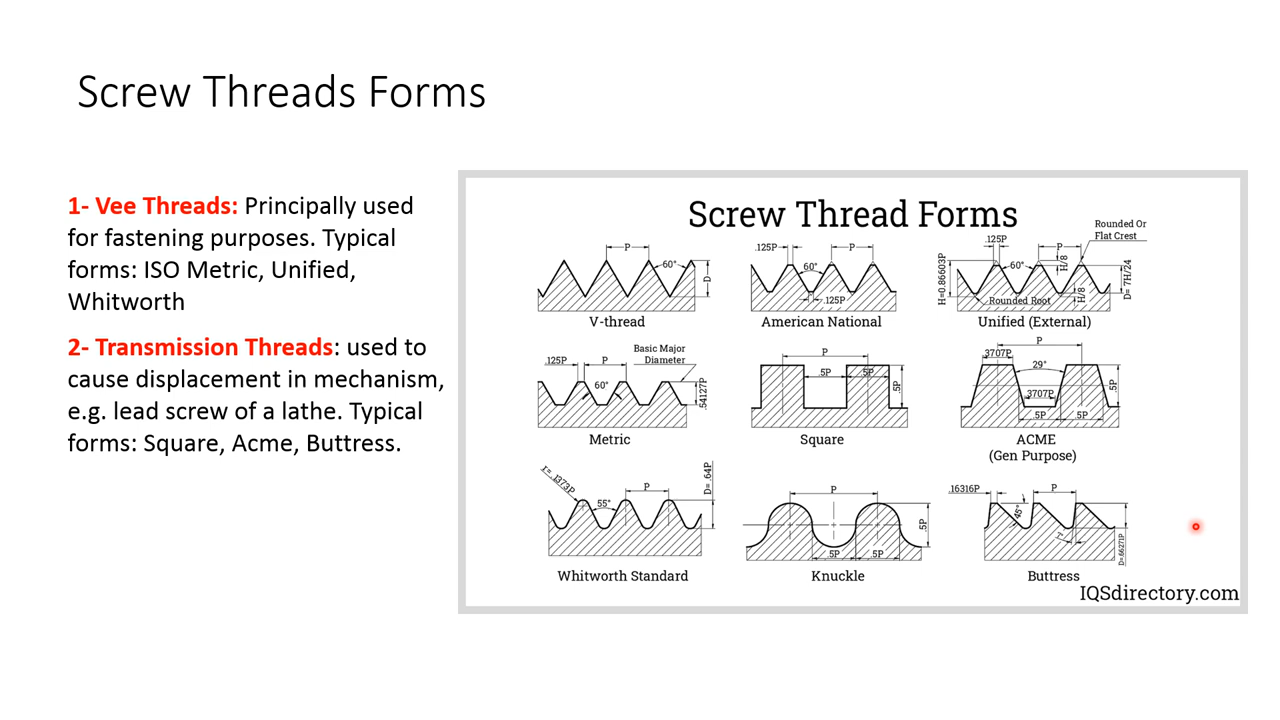 Screw Threads Forms
1- Vee Threads: Principally used
for fastening purposes. Typical
forms: ISO Metric, Unified,
Whitworth
2- Transmission Threads: used to
cause displacement in mechanism,
e.g. lead screw of a lathe. Typical
forms: Square, Acme, Buttress.
Screw Thread Forms
P
60°
D
V-thread
.125P
P
60°
.125P
American National
Rounded Or
Flat Crest
.125P
P
H/8
60°
H=0.86603P
D= 7H/24
Rounded Root
H/8
Unified (External)
Basic Major
Diameter
.125P
P
60°
.54127P
Metric
P
.5P
.5P
.5P
Square
P
.3707P
29°
.3707P
.5P
.5P
5P
ACME
(Gen Purpose)
r= .1373P
55°
P
D= .64P
Whitworth Standard
P
.5P
.5P
.5P
Knuckle
.16316P
P
45°
7°
D=.66271P
Buttress
IQSdirectory.com